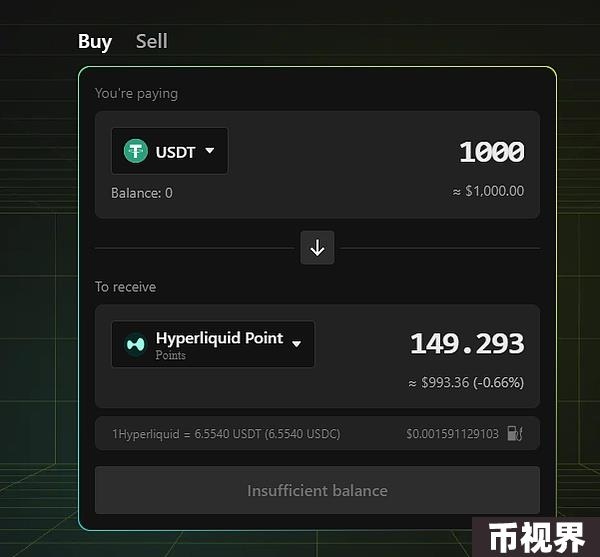 Buy Sell
You're paying
USDT 1000
Balance: 0 ≈ $1,000.00
To receive
Hyperliquid Point 149.293
Points
≈ $993.36 (-0.66%)
1Hyperliquid = 6.5540 USDT (6.5540 USDC) $0.001591129103
Insufficient balance
币视界